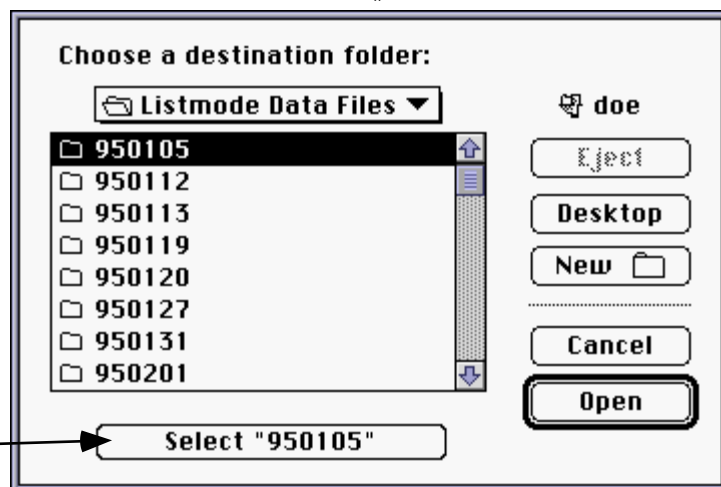 Choose a destination folder:
Listmode Data Files
doe
950105
Eject
950112
950113
Desktop
950119
950120
New
950127
950131
Cancel
950201
Open
Select "950105"